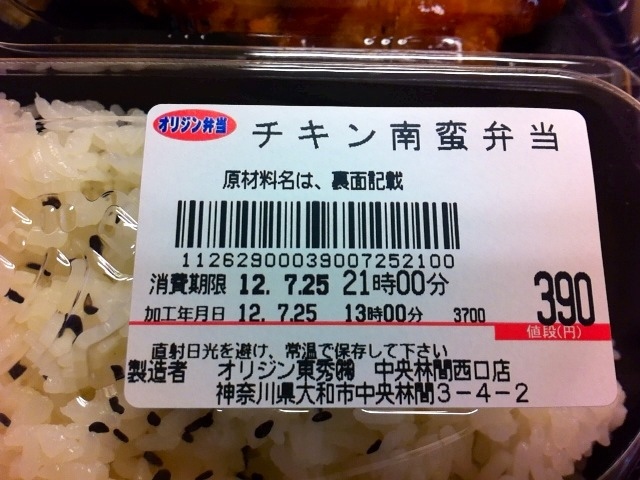 オリジン弁当
チキン南蛮弁当
原材料名は、裏面記載
11262900039007252100
消費期限 12. 7.25 21時00分
加工年月日 12. 7.25 13時00分 3700
390
値段(円)
直射日光を避け、常温で保存して下さい
製造者 オリジン東秀㈱ 中央林間西口店
神奈川県大和市中央林間3-4-2